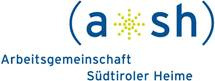 (a✳sh)
Arbeitsgemeinschaft
Südtiroler Heime